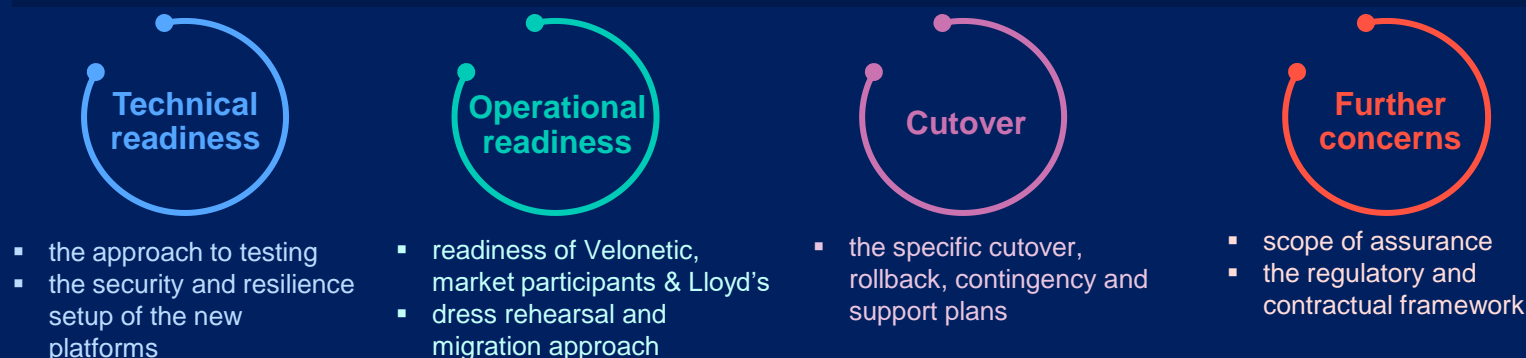 Technical
readiness
▪ the approach to testing
▪ the security and resilience
setup of the new
platforms
Operational
readiness
▪ readiness of Velonetic,
market participants & Lloyd's
▪ dress rehearsal and
migration approach
Cutover
▪ the specific cutover,
rollback, contingency and
support plans
Further
concerns
▪ scope of assurance
▪ the regulatory and
contractual framework